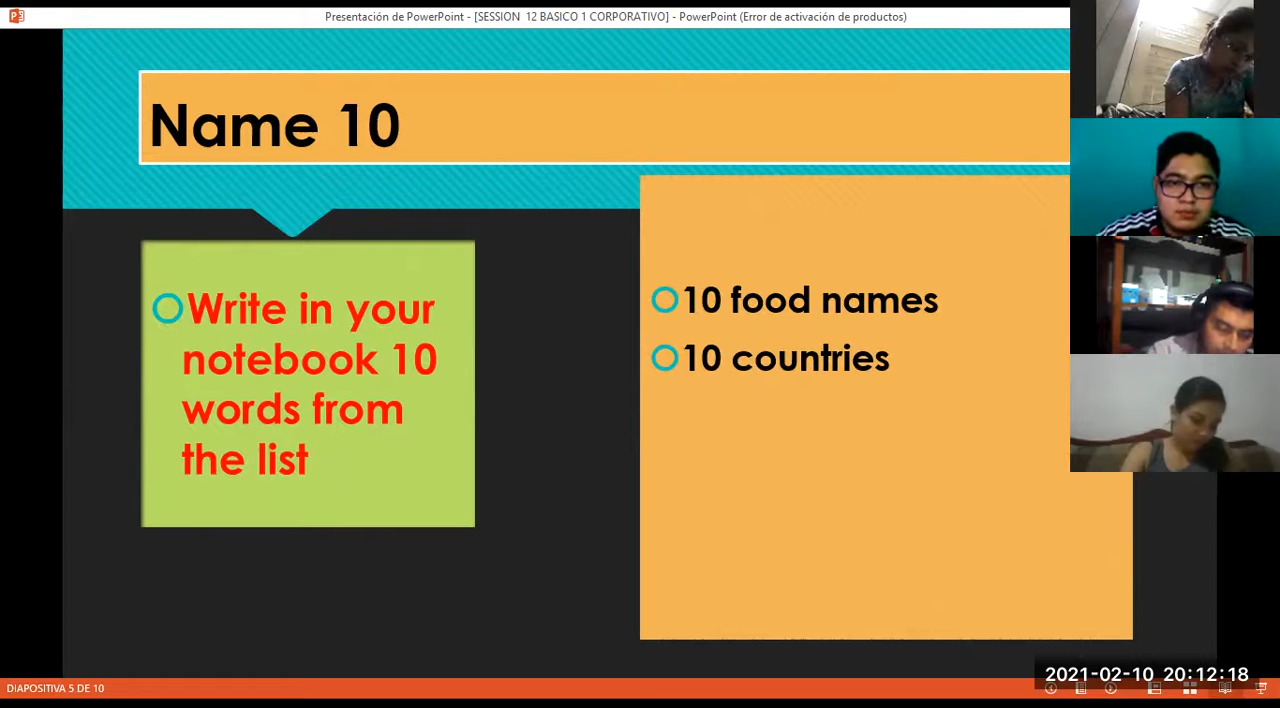 Presentación de PowerPoint - [SESSION 12 BASICO 1 CORPORATIVO] - PowerPoint (Error de activación de productos)
Name 10
Write in your
notebook 10
words from
the list
10 food names
10 countries
2021-02-10 20:12:18
DIAPOSITIVA 5 DE 10